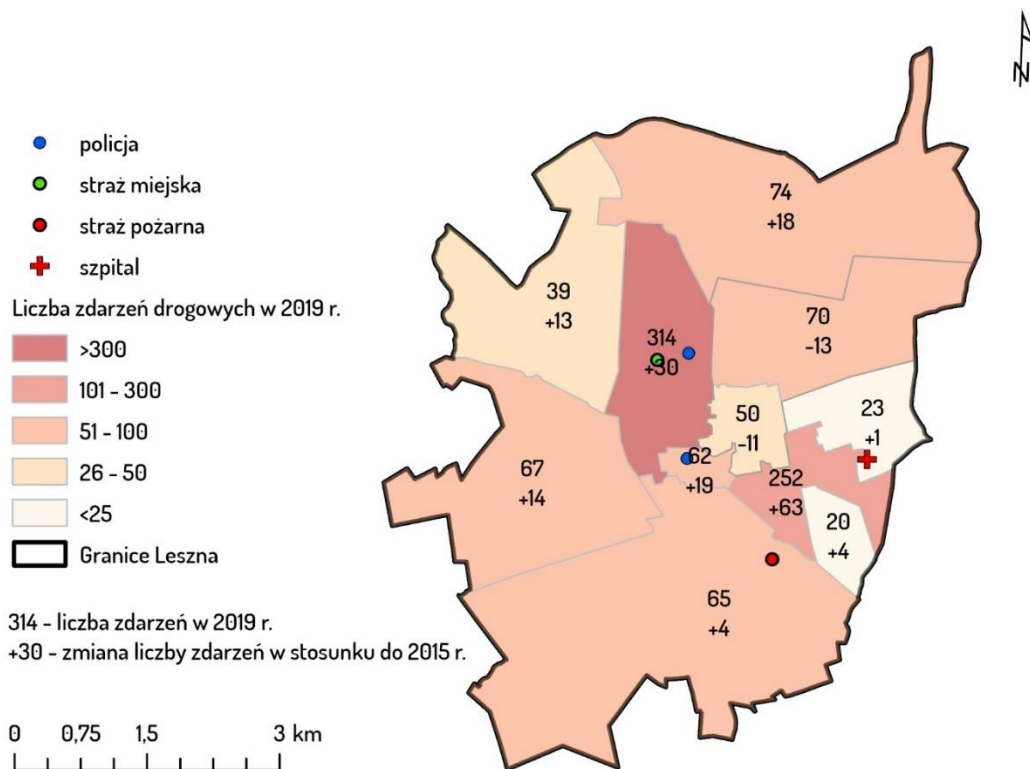 N
policja
straż miejska
straż pożarna
szpital
Liczba zdarzeń drogowych w 2019 r.
>300
101 - 300
51 - 100
26 - 50
<25
Granice Leszna
314 - liczba zdarzeń w 2019 r.
+30 - zmiana liczby zdarzeń w stosunku do 2015 r.
0 0,75 1,5 3 km
74
+18
39
+13
70
-13
314
+30
50
-11
23
+1
62
+19
67
+14
252
+63
20
+4
65
+4